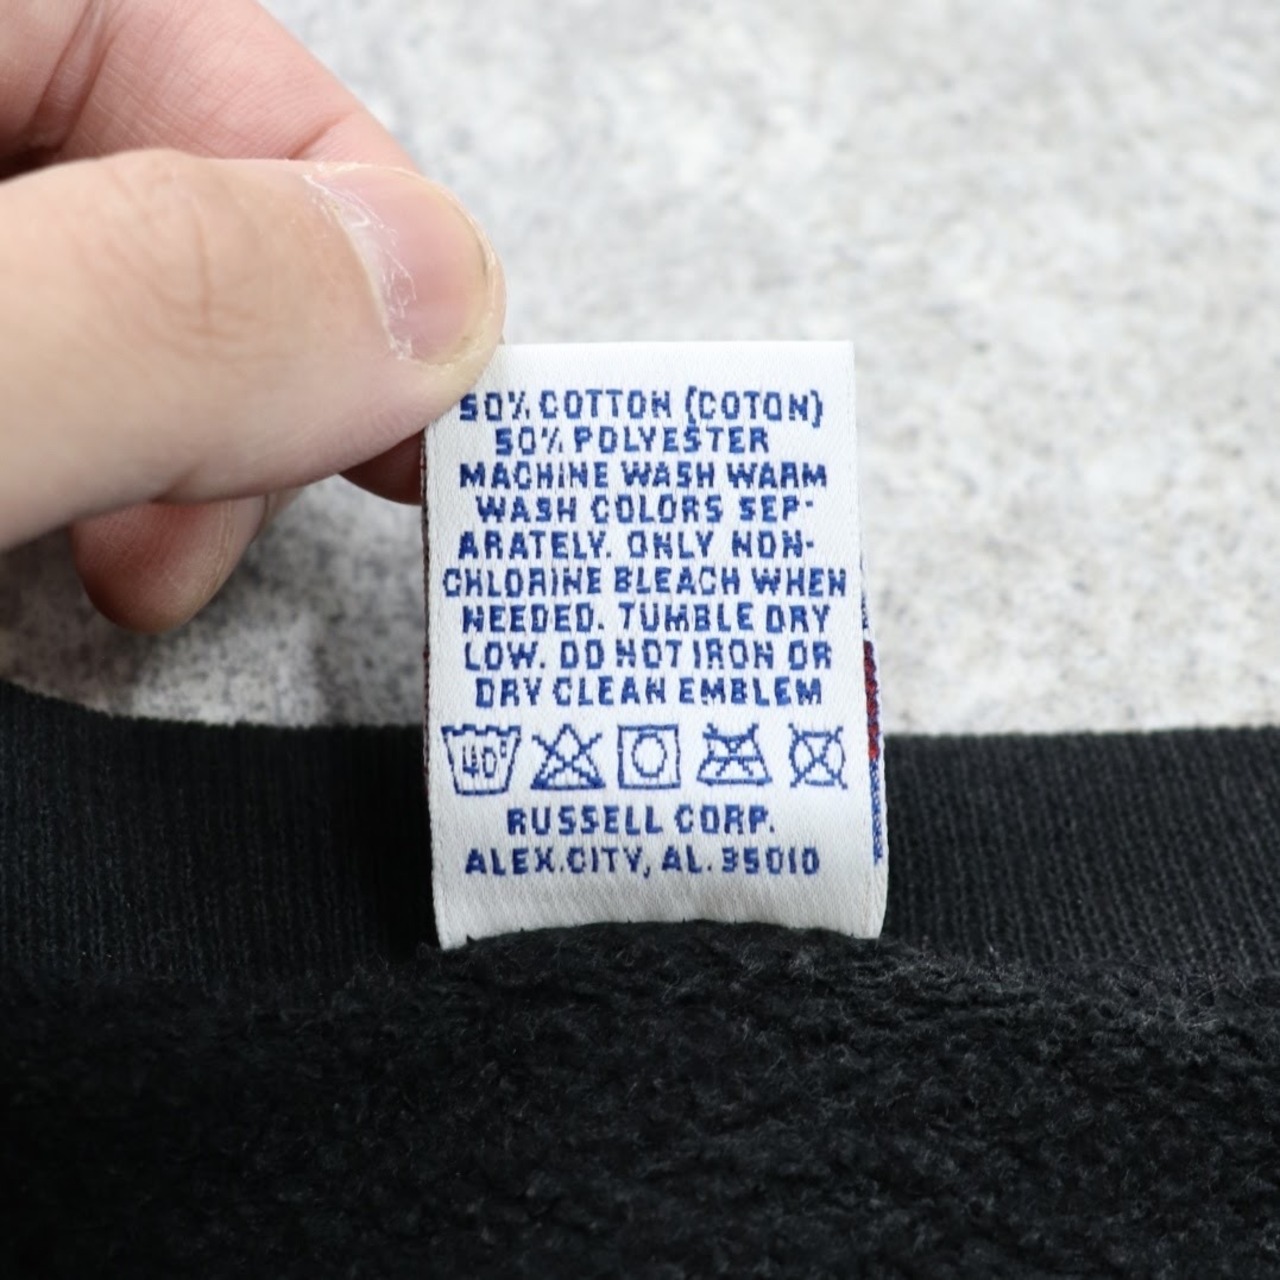 50% COTTON (COTON)
50% POLYESTER
MACHINE WASH WARM
WASH COLORS SEP-
ARATELY. ONLY NON-
CHLORINE BLEACH WHEN
NEEDED. TUMBLE DRY
LOW. DO NOT IRON OR
DRY CLEAN EMBLEM
40°
RUSSELL CORP.
ALEX.CITY, AL. 35010